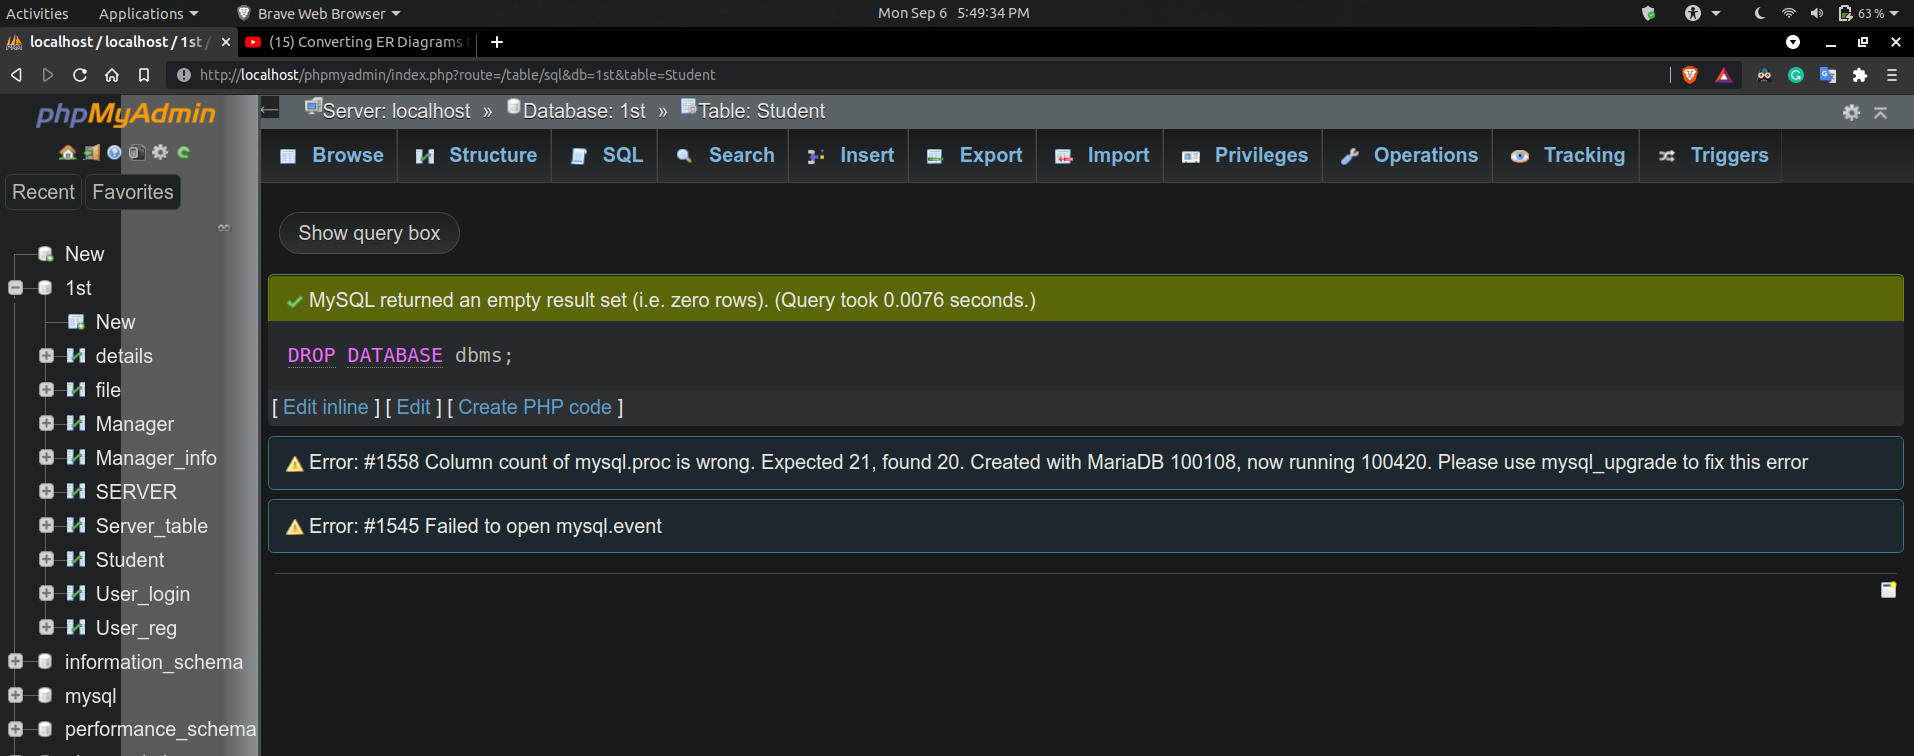 Activities Applications Brave Web Browser Mon Sep 6 5:49:34 PM 63 %
localhost / localhost / 1st / (15) Converting ER Diagrams t
http://localhost/phpmyadmin/index.php?route=/table/sql&db=1st&table=Student
phpMyAdmin
Server: localhost » Database: 1st » Table: Student
Browse Structure SQL Search Insert Export Import Privileges Operations Tracking Triggers
Recent Favorites
Show query box
New
1st
New
details
file
Manager
Manager_info
SERVER
Server_table
Student
User_login
User_reg
information_schema
mysql
performance_schema
MySQL returned an empty result set (i.e. zero rows). (Query took 0.0076 seconds.)
DROP DATABASE dbms;
[ Edit inline ] [ Edit ] [ Create PHP code ]
Error: #1558 Column count of mysql.proc is wrong. Expected 21, found 20. Created with MariaDB 100108, now running 100420. Please use mysql_upgrade to fix this error
Error: #1545 Failed to open mysql.event